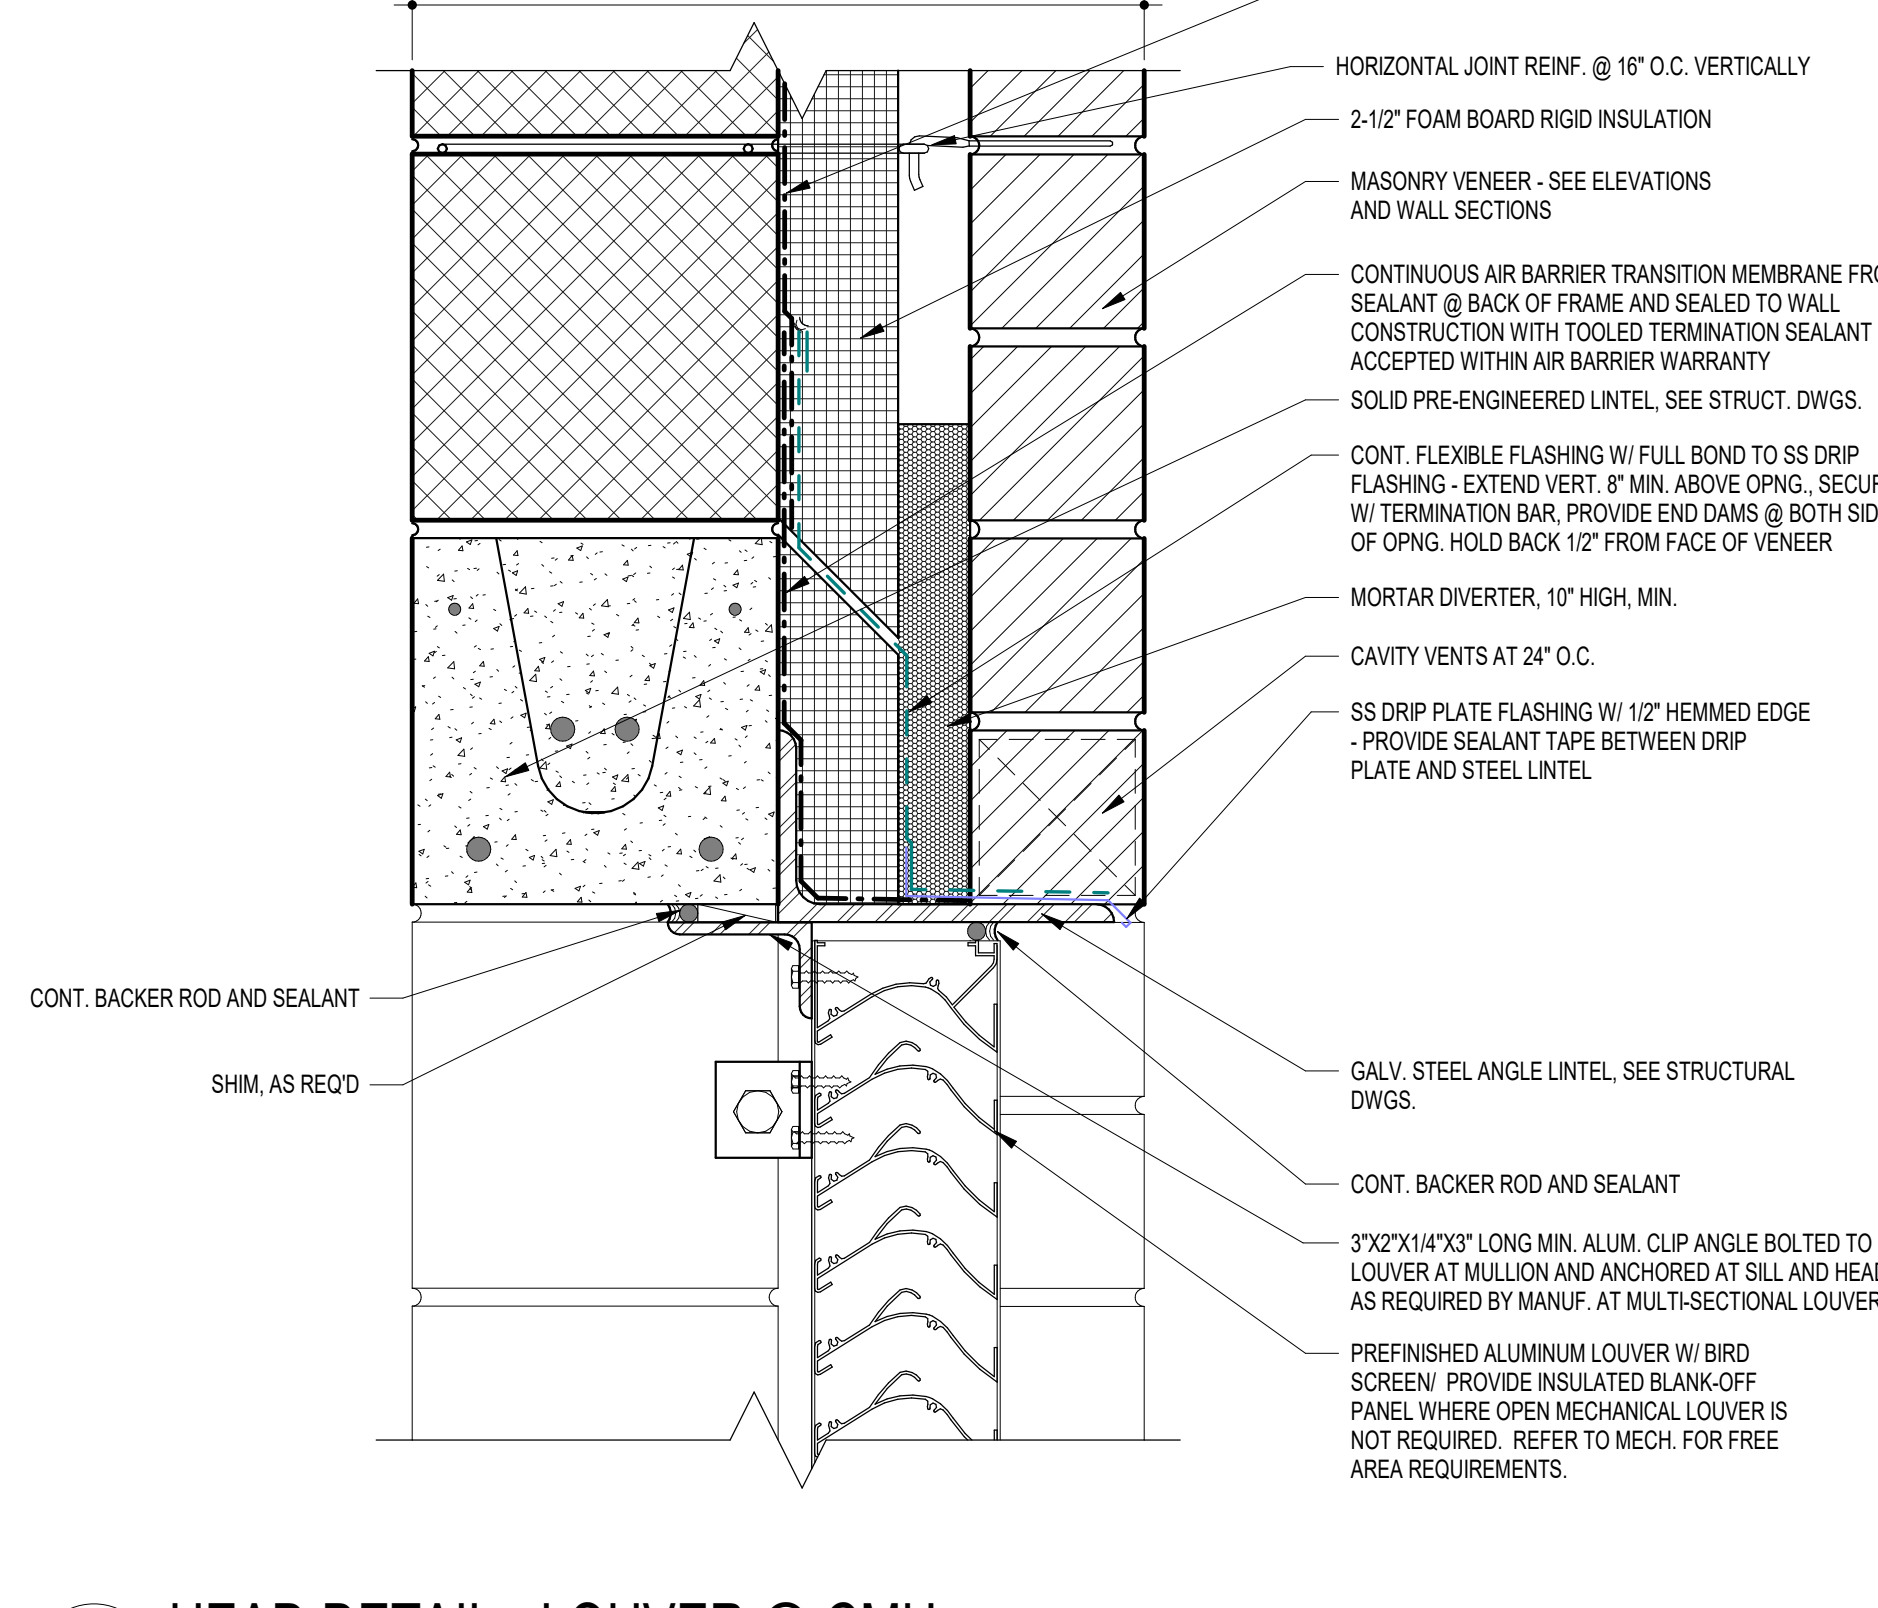 HORIZONTAL JOINT REINF. @ 16" O.C. VERTICALLY
2-1/2" FOAM BOARD RIGID INSULATION
MASONRY VENEER - SEE ELEVATIONS
AND WALL SECTIONS
CONTINUOUS AIR BARRIER TRANSITION MEMBRANE
SEALANT @ BACK OF FRAME AND SEALED TO WALL
CONSTRUCTION WITH TOOLED TERMINATION SEALANT
ACCEPTED WITHIN AIR BARRIER WARRANTY
SOLID PRE-ENGINEERED LINTEL, SEE STRUCT. DWGS.
CONT. FLEXIBLE FLASHING W/ FULL BOND TO SS DRIP
FLASHING - EXTEND VERT. 8" MIN. ABOVE OPNG.,
W/ TERMINATION BAR, PROVIDE END DAMS @ BOTH
OF OPNG. HOLD BACK 1/2" FROM FACE OF VENEER
MORTAR DIVERTER, 10" HIGH, MIN.
CAVITY VENTS AT 24" O.C.
SS DRIP PLATE FLASHING W/ 1/2" HEMMED EDGE
- PROVIDE SEALANT TAPE BETWEEN DRIP
PLATE AND STEEL LINTEL
CONT. BACKER ROD AND SEALANT
SHIM, AS REQ'D
GALV. STEEL ANGLE LINTEL, SEE STRUCTURAL
DWGS.
CONT. BACKER ROD AND SEALANT
3"X2"X1/4"X3" LONG MIN. ALUM. CLIP ANGLE BOLTED TO
LOUVER AT MULLION AND ANCHORED AT SILL AND HEAD
AS REQUIRED BY MANUF. AT MULTI-SECTIONAL LOUVER
PREFINISHED ALUMINUM LOUVER W/ BIRD
SCREEN/ PROVIDE INSULATED BLANK-OFF
PANEL WHERE OPEN MECHANICAL LOUVER IS
NOT REQUIRED. REFER TO MECH. FOR FREE
AREA REQUIREMENTS.
HEAD DETAIL - LOUVER @ CMU